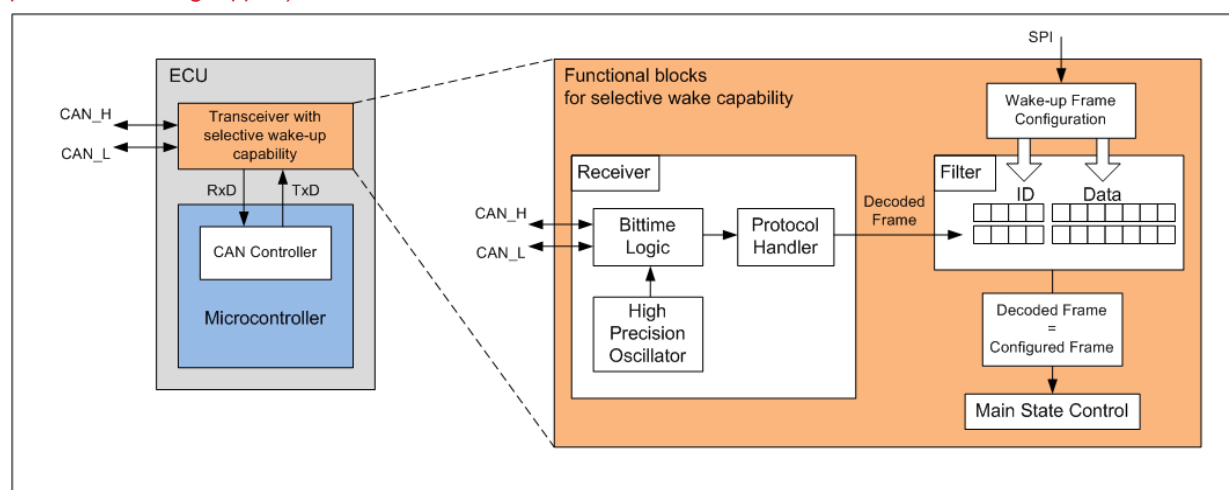 ECU
CAN_H
CAN_L
Transceiver with
selective wake-up
capability
RxD
TxD
CAN Controller
Microcontroller
SPI
Functional blocks
for selective wake capability
Wake-up Frame
Configuration
Receiver
Filter
ID
Data
CAN_H
CAN_L
Bittime
Logic
Protocol
Handler
Decoded
Frame
High
Precision
Oscillator
Decoded Frame
=
Configured Frame
Main State Control